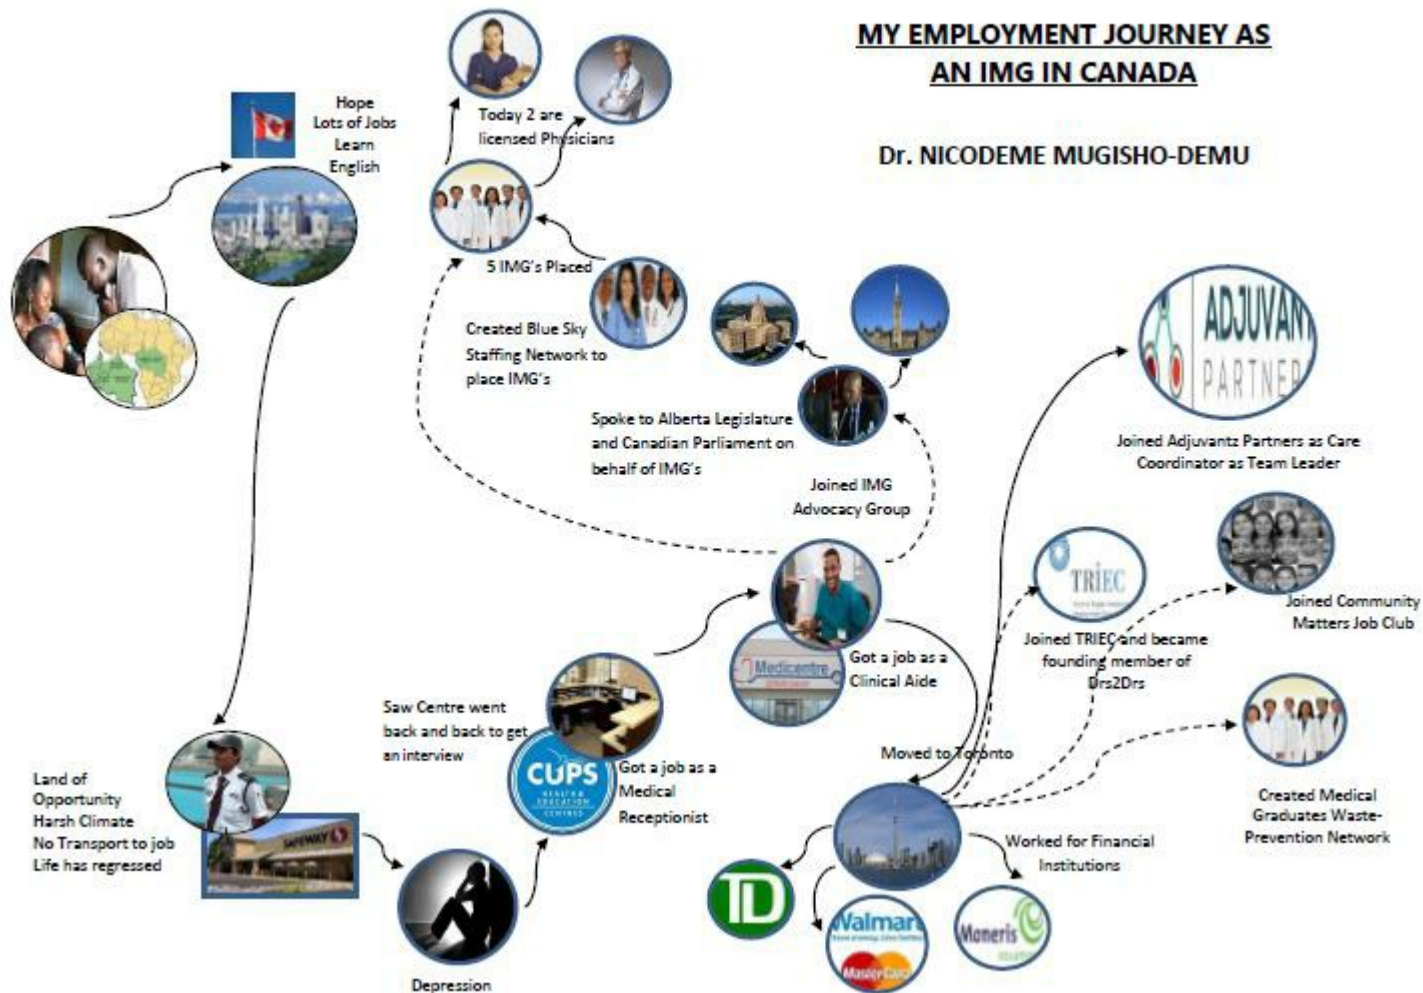 MY EMPLOYMENT JOURNEY AS
AN IMG IN CANADA
Dr. NICODEME MUGISHO-DEMU
Hope
Lots of Jobs
Learn
English
Today 2 are
licensed Physicians
5 IMG's Placed
Created Blue Sky
Staffing Network to
place IMG's
Spoke to Alberta Legislature
and Canadian Parliament on
behalf of IMG's
Joined IMG
Advocacy Group
ADJUVAN
PARTNER
Joined Adjuvantz Partners as Care
Coordinator as Team Leader
TRIEC
Joined TRIEC and became
founding member of
Drs2Drs
Joined Community
Matters Job Club
Created Medical
Graduates Waste-
Prevention Network
Medicentre
Got a job as a
Clinical Aide
Moved to Toronto
Saw Centre went
back and back to get
an interview
CUPS
HEALTH &
EDUCATION
CENTRES
Got a job as a
Medical
Receptionist
Land of
Opportunity
Harsh Climate
No Transport to job
Life has regressed
SAFEWAY
Depression
Worked for Financial
Institutions
TD
Walmart
MasterCard
Moneris